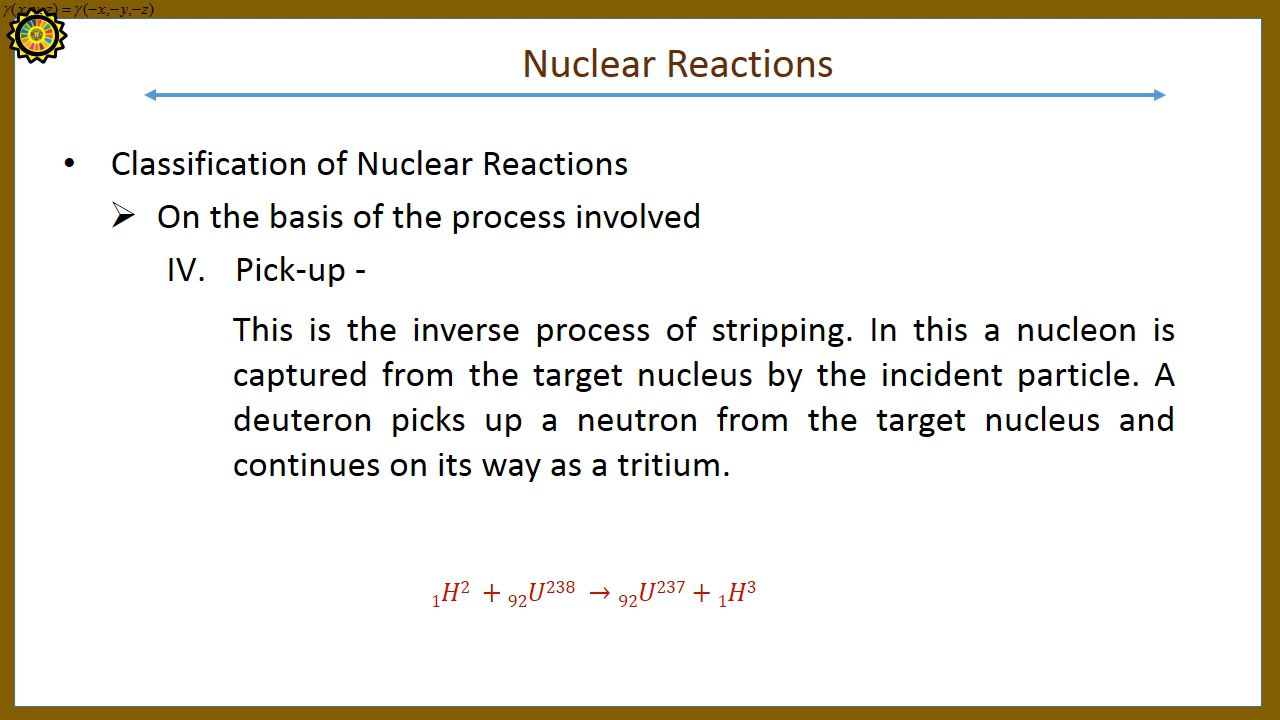 γ(x,y,z) = γ(−x,−y,−z)
Nuclear Reactions
• Classification of Nuclear Reactions
➢ On the basis of the process involved
IV. Pick-up -
This is the inverse process of stripping. In this a nucleon is
captured from the target nucleus by the incident particle. A
deuteron picks up a neutron from the target nucleus and
continues on its way as a tritium.
₁H² + ₉₂U²³⁸ → ₉₂U²³⁷ + ₁H³